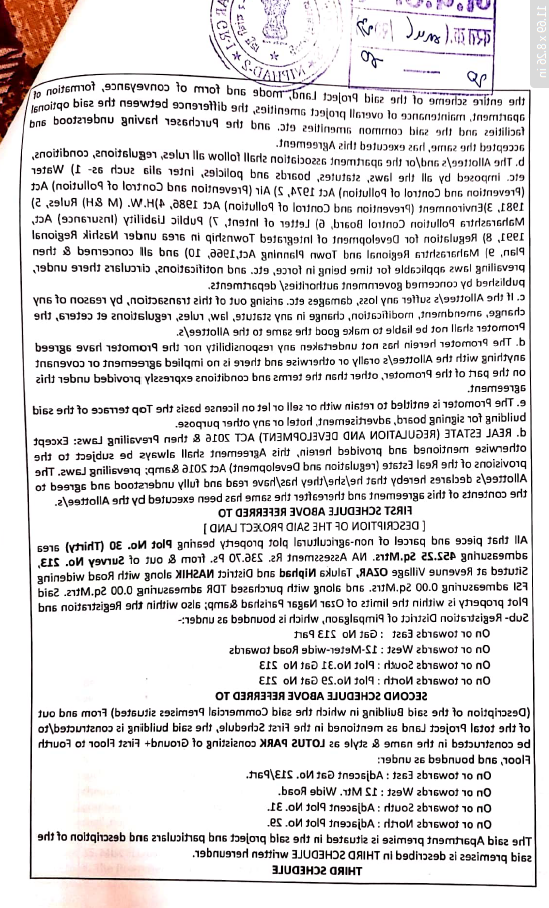 the entire scheme of the said Project Land, mode and form of conveyance, formation of
apartment, maintenance of overall project amenities, the difference between the said optional
facilities and the said common amenities etc. and the Purchaser having understood and
accepted the same, has executed this Agreement.
b. The Allottee/s and/or the apartment association shall follow all rules, regulations, conditions,
etc. imposed by all the laws, statutes, boards and policies, inter alia such as- 1) Water
(Prevention and Control of Pollution) Act 1974, 2) Air (Prevention and Control of Pollution) Act
1981, 3)Environment (Prevention and Control of Pollution) Act 1986, 4)H.W. (M &H) Rules, 5)
Maharashtra Pollution Control Board, 6) Letter of Intent, 7) Public Liability (Insurance) Act,
1991, 8) Regulation for Development of Integrated Township in area under Nashik Regional
Plan, 9) Maharashtra Regional and Town Planning Act,1966, 10) and all concerned & then
prevailing laws applicable for time being in force, etc. and notifications, circulars there under,
published by concerned government authorities/ departments.
c. If the Allottee/s suffer any loss, damages etc. arising out of this transaction, by reason of any
change, amendment, modification, change in any statute, law, rules, regulations et cetera, the
Promoter shall not be liable to make good the same to the Allottee/s.
d. The Promoter herein has not undertaken any responsibility nor the Promoter have agreed
anything with the Allottee/s orally or otherwise and there is no implied agreement or covenant
on the part of the Promoter, other than the terms and conditions expressly provided under this
agreement.
e. The Promoter is entitled to retain with or sell or let on license basis the Top terrace of the said
building for signing board, advertisement, hotel or any other purpose.
d. REAL ESTATE (REGULATION AND DEVELOPMENT) ACT 2016 & then Prevailing Laws: Except
otherwise mentioned and provided herein, this Agreement shall always be subject to the
provisions of the Real Estate (regulation and Development) Act 2016 &amp; prevailing Laws. The
Allottee/s declares hereby that he/she/they has/have read and fully understood and agreed to
the contents of this agreement and thereafter the same has been executed by the Allottee/s.
FIRST SCHEDULE ABOVE REFERRED TO
[ DESCRIPTION OF THE SAID PROJECT LAND ]
All that piece and parcel of non-agricultural plot property bearing Plot No. 30 (Thirty) area
admeasuring 452.25 Sq.Mtrs. NA Assessment Rs. 236.70 Ps. from & out of Survey No. 213,
Situted at Revenue Village OZAR, Taluka Niphad and District NASHIK along with Road widening
FSI admeasuring 0.00 Sq.Mtrs. and along with purchased TDR admeasuring 0.00 Sq.Mtrs. Said
Plot property is within the limits of Ozar Nagar Parishad &amp; also within the Registration and
Sub- Registration District of Pimpalgaon, which is bounded as under:-
On or towards East : Gat No 213 Part
On or towards West : 12-Meter-wide Road towards
On or towards South : Plot No.31 Gat No 213
On or towards North : Plot No.29 Gat No 213
SECOND SCHEDULE ABOVE REFERRED TO
(Description of the said Building in which the said Commercial Premises situated) From and out
of the total Project Land as mentioned in the First Schedule, the said building is constructed/to
be constructed in the name & style as LOTUS PARK consisting of Ground+ First Floor to Fourth
Floor, and bounded as under:
On or towards East : Adjacent Gat No. 213/Part.
On or towards West : 12 Mtr. Wide Road.
On or towards South : Adjacent Plot No. 31.
On or towards North : Adjacent Plot No. 29.
The said Apartment premise is situated in the said project and particulars and description of the
said premises is described in THIRD SCHEDULE written hereunder.
THIRD SCHEDULE
11.69 x 8.26 in